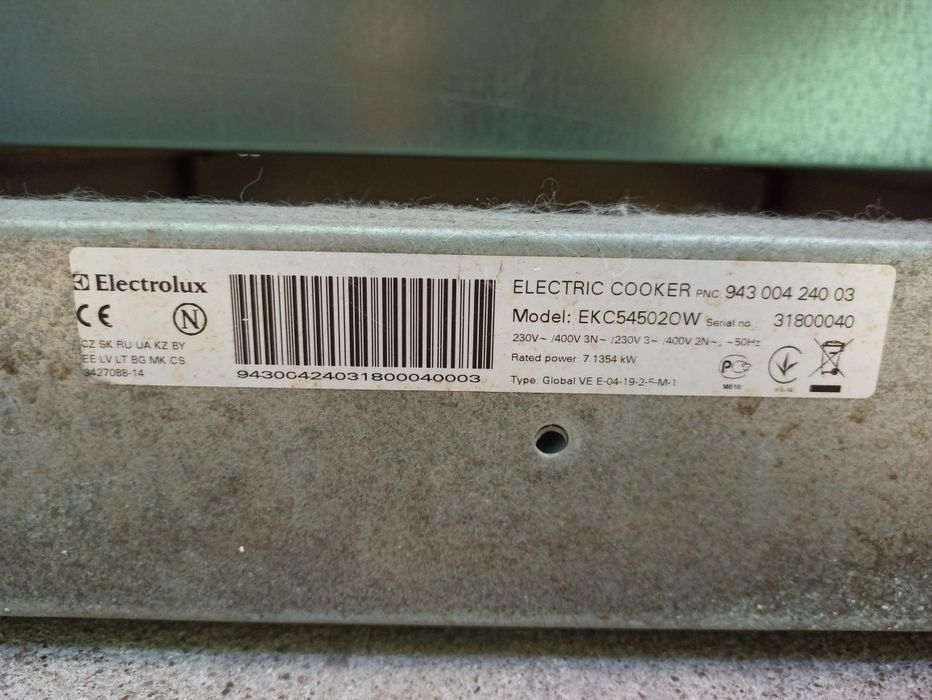 Electrolux
CE N
CZ SK RU UA KZ BY
EE LV LT BG MK CS
3427088-14
94300424031800040003
ELECTRIC COOKER PNC 943 004 240 03
Model: EKC54502OW Serial no 31800040
230V~ /400V 3N~ /230V 3~ /400V 2N~, ~50Hz
Rated power 7.1354 kW
Type: Global VE E-04-19-2-F-M-1
ME10